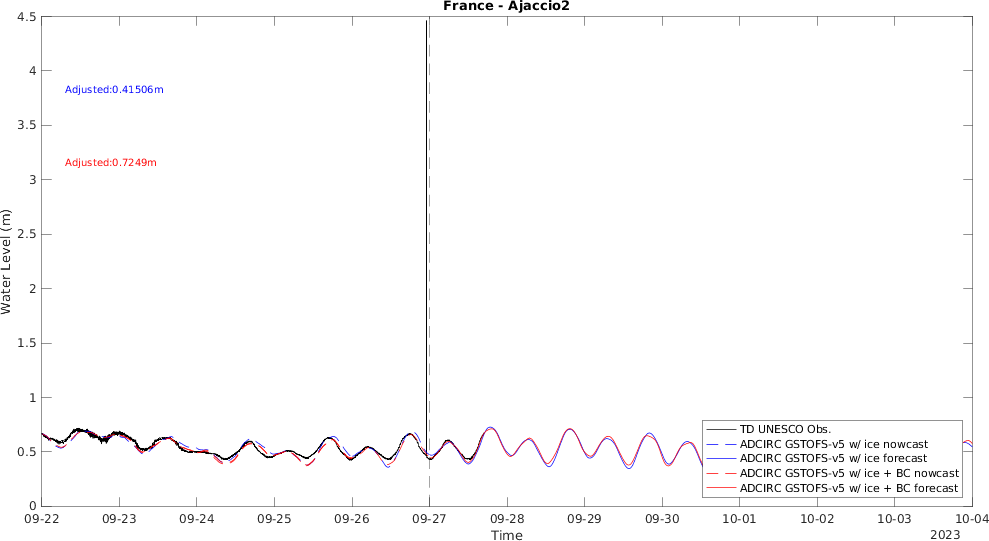 France - Ajaccio2
4.5
4
3.5
3
2.5
2
1.5
1
0.5
0
Water Level (m)
Adjusted:0.41506m
Adjusted:0.7249m
TD UNESCO Obs.
ADCIRC GSTOFS-v5 w/ ice nowcast
ADCIRC GSTOFS-v5 w/ ice forecast
ADCIRC GSTOFS-v5 w/ ice + BC nowcast
ADCIRC GSTOFS-v5 w/ ice + BC forecast
09-22 09-23 09-24 09-25 09-26 09-27 09-28 09-29 09-30 10-01 10-02 10-03 10-04
Time
2023